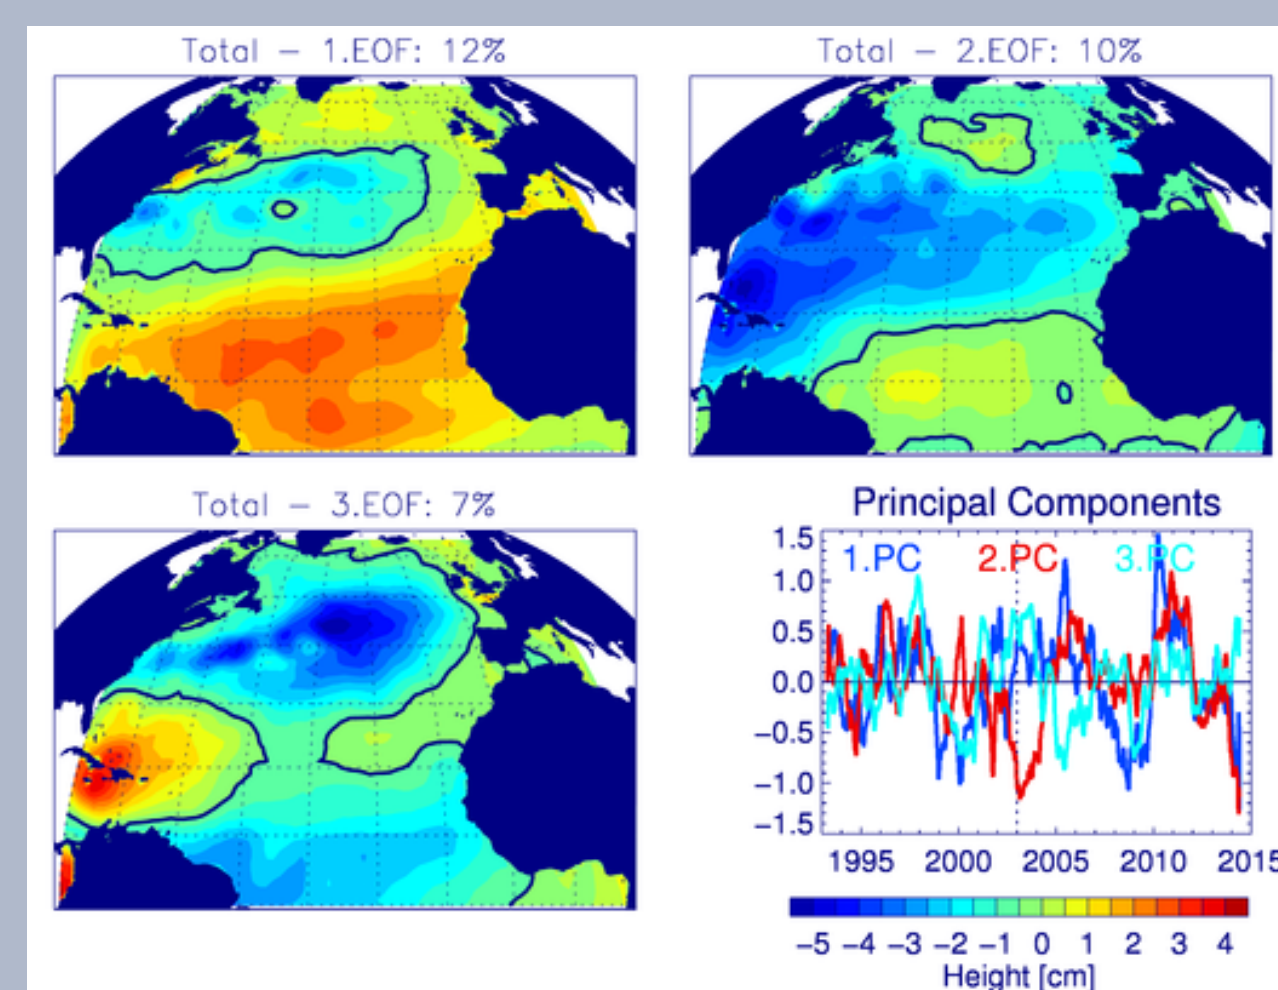 Total – 1.EOF: 12%
Total – 2.EOF: 10%
Total – 3.EOF: 7%
Principal Components
1.PC 2.PC 3.PC
1.5
1.0
0.5
0.0
−0.5
−1.0
−1.5
1995 2000 2005 2010 2015
−5 −4 −3 −2 −1 0 1 2 3 4
Height [cm]